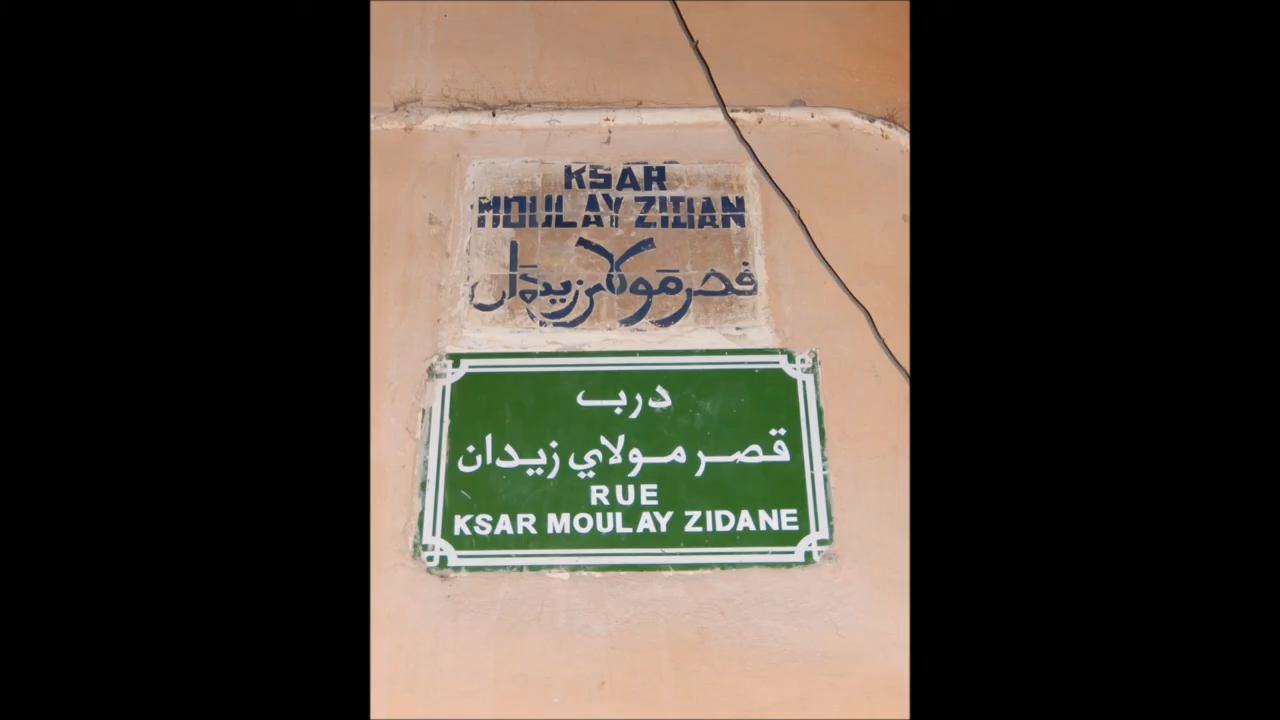 KSAR
MOULAY ZIDAN
قصر مولاي زيدان
درب
قصر مولاي زيدان
RUE
KSAR MOULAY ZIDANE